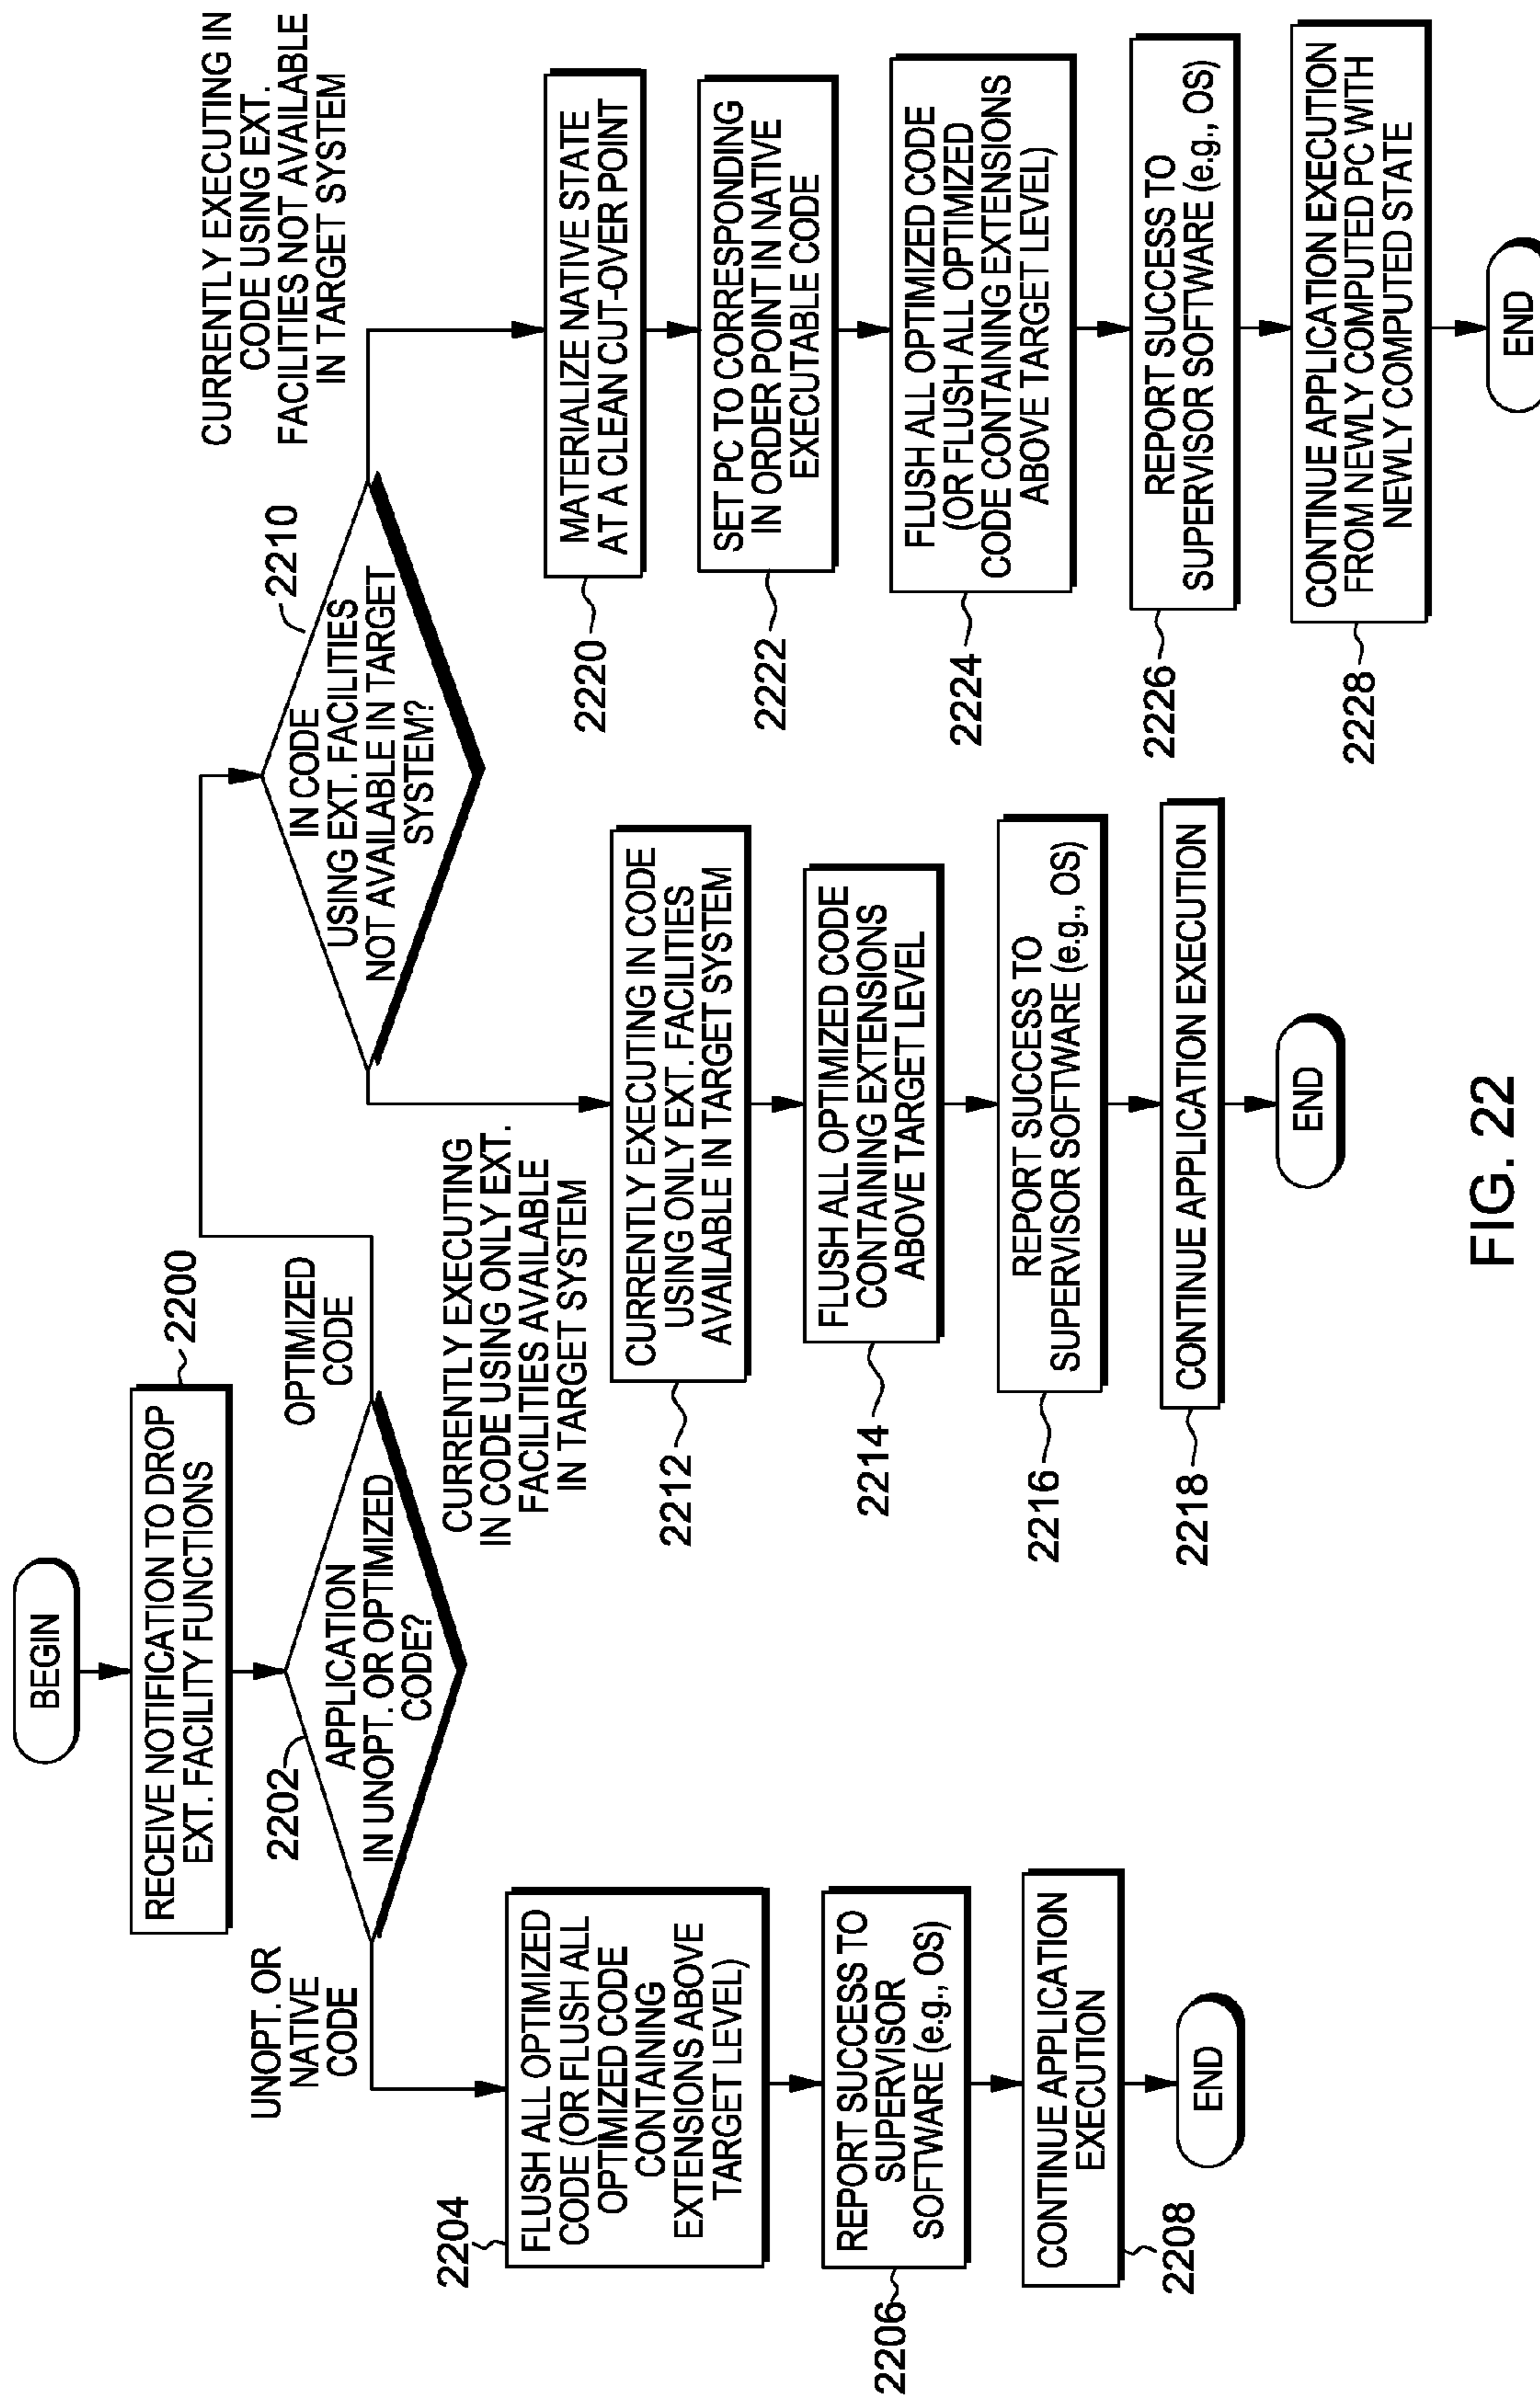 BEGIN
RECEIVE NOTIFICATION TO DROP
EXT. FACILITY FUNCTIONS
2200
2202
APPLICATION
IN UNOPT. OR OPTIMIZED
CODE?
UNOPT. OR
NATIVE
CODE
OPTIMIZED
CODE
2204
FLUSH ALL OPTIMIZED
CODE (OR FLUSH ALL
OPTIMIZED CODE
CONTAINING
EXTENSIONS ABOVE
TARGET LEVEL)
2206
REPORT SUCCESS TO
SUPERVISOR
SOFTWARE (e.g., OS)
CONTINUE APPLICATION
EXECUTION
2208
END
2210
IN CODE
USING EXT. FACILITIES
NOT AVAILABLE IN TARGET
SYSTEM?
CURRENTLY EXECUTING
IN CODE USING ONLY EXT.
FACILITIES AVAILABLE
IN TARGET SYSTEM
2212
CURRENTLY EXECUTING IN CODE
USING ONLY EXT. FACILITIES
AVAILABLE IN TARGET SYSTEM
2214
FLUSH ALL OPTIMIZED CODE
CONTAINING EXTENSIONS
ABOVE TARGET LEVEL
2216
REPORT SUCCESS TO
SUPERVISOR SOFTWARE (e.g., OS)
2218
CONTINUE APPLICATION EXECUTION
END
CURRENTLY EXECUTING IN
CODE USING EXT.
FACILITIES NOT AVAILABLE
IN TARGET SYSTEM
2220
MATERIALIZE NATIVE STATE
AT A CLEAN CUT-OVER POINT
2222
SET PC TO CORRESPONDING
IN ORDER POINT IN NATIVE
EXECUTABLE CODE
2224
FLUSH ALL OPTIMIZED CODE
(OR FLUSH ALL OPTIMIZED
CODE CONTAINING EXTENSIONS
ABOVE TARGET LEVEL)
2226
REPORT SUCCESS TO
SUPERVISOR SOFTWARE (e.g., OS)
2228
CONTINUE APPLICATION EXECUTION
FROM NEWLY COMPUTED PC WITH
NEWLY COMPUTED STATE
END
FIG. 22